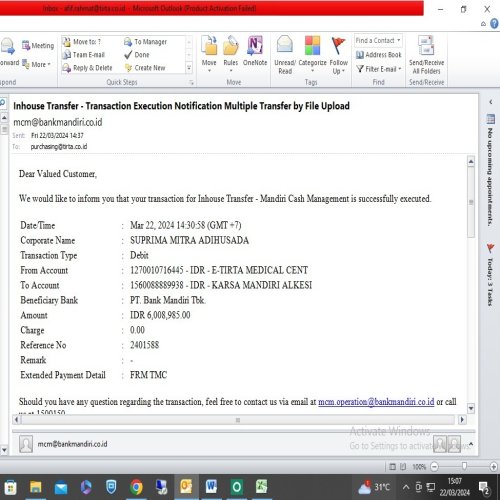 Inbox - afif.rahmat@tirta.co.id - Microsoft Outlook (Product Activation Failed)
Meeting
More
Move to: ?
Team E-mail
Reply & Delete
To Manager
Done
Create New
Quick Steps
Move
Rules
OneNote
Move
Unread/ Read
Categorize
Follow Up
Tags
Find a Contact
Address Book
Filter E-mail
Find
Send/Receive All Folders
Send/Receive
Inhouse Transfer - Transaction Execution Notification Multiple Transfer by File Upload
mcm@bankmandiri.co.id
Sent: Fri 22/03/2024 14:37
To: purchasing@tirta.co.id
Dear Valued Customer,
We would like to inform you that your transaction for Inhouse Transfer - Mandiri Cash Management is successfully executed.
Date/Time : Mar 22, 2024 14:30:58 (GMT +7)
Corporate Name : SUPRIMA MITRA ADIHUSADA
Transaction Type : Debit
From Account : 1270010716445 - IDR - E-TIRTA MEDICAL CENT
To Account : 1560088889938 - IDR - KARSA MANDIRI ALKESI
Beneficiary Bank : PT. Bank Mandiri Tbk.
Amount : IDR 6,008,985.00
Charge : 0.00
Reference No : 2401588
Remark : -
Extended Payment Detail : FRM TMC
Should you have any question regarding the transaction, feel free to contact us via email at mcm.operation@bankmandiri.co.id or call
us at 1500150
No upcoming appointments.
Today: 3 Tasks
mcm@bankmandiri.co.id
Activate Windows
Go to Settings to activate Windows.
100%
31°C
15:07
22/03/2024